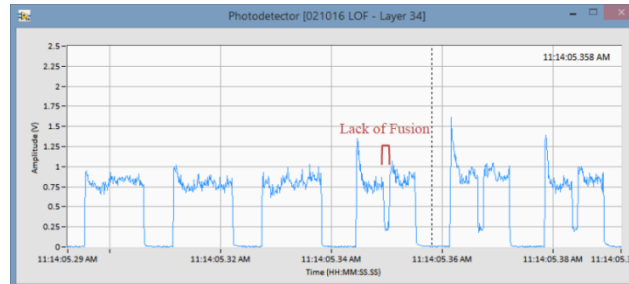 Photodetector [021016 LOF - Layer 34]
11:14:05.358 AM
Lack of Fusion
Amplitude (V)
2.5
2.25
2
1.75
1.5
1.25
1
0.75
0.5
0.25
0
11:14:05.29 AM 11:14:05.32 AM 11:14:05.34 AM 11:14:05.36 AM 11:14:05.38 AM
Time (HH:MM:SS.SS)